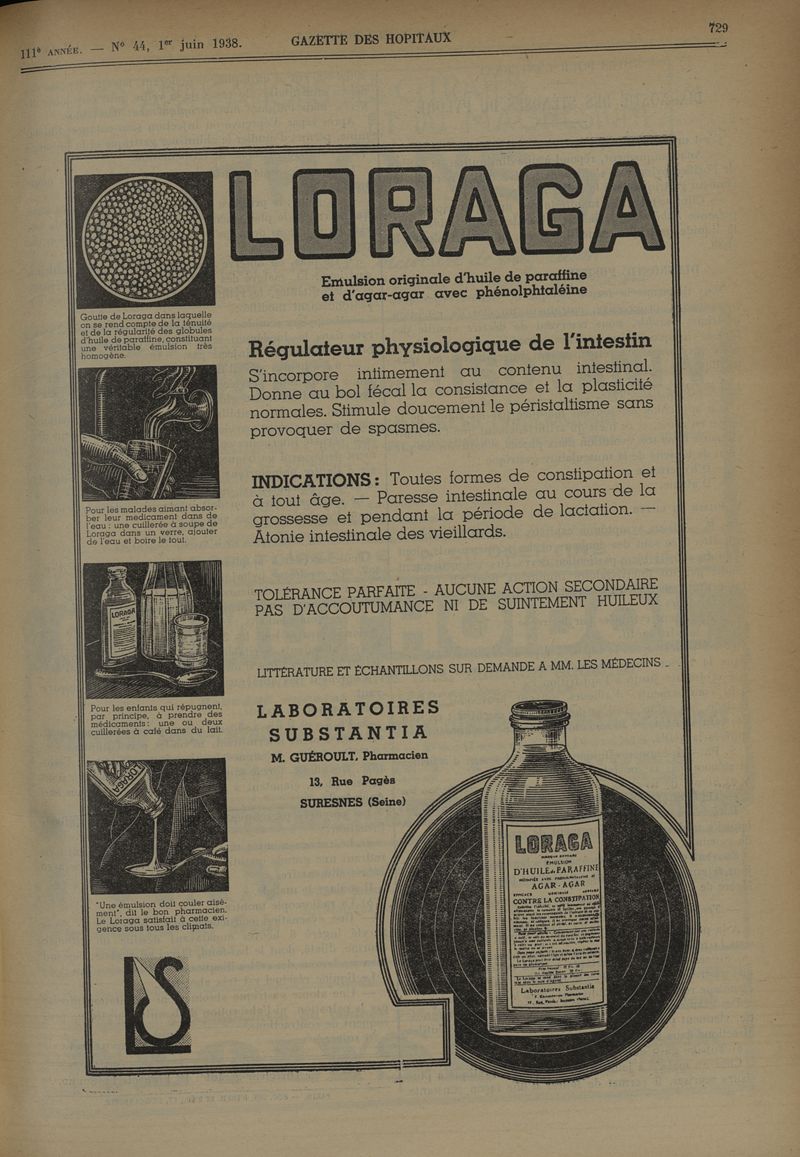 111e ANNÉE. — No 44, 1er juin 1938.
GAZETTE DES HOPITAUX
729
LORAGA
Emulsion originale d'huile de paraffine
et d'agar-agar avec phénolphtaléine
Goutte de Loraga dans laquelle
on se rend compte de la ténuité
et de la régularité des globules
d'huile de paraffine, constituant
une véritable émulsion très
homogène.
Régulateur physiologique de l'intestin
S'incorpore intimement au contenu intestinal.
Donne au bol fécal la consistance et la plasticité
normales. Stimule doucement le péristaltisme sans
provoquer de spasmes.
Pour les malades aimant absor-
ber leur medicament dans de
l'eau : une cuillerée à soupe de
Loraga dans un verre, ajouter
de l'eau et boire le tout.
INDICATIONS : Toutes formes de constipation et
à tout âge. — Paresse intestinale au cours de la
grossesse et pendant la période de lactation. —
Atonie intestinale des vieillards.
LORAGA
TOLÉRANCE PARFAITE - AUCUNE ACTION SECONDAIRE
PAS D'ACCOUTUMANCE NI DE SUINTEMENT HUILEUX
LITTÉRATURE ET ÉCHANTILLONS SUR DEMANDE A MM. LES MÉDECINS
Pour les enfants qui répugnent,
par principe, à prendre des
médicaments : une ou deux
cuillerées à café dans du lait.
LABORATOIRES
SUBSTANTIA
M. GUÉROULT, Pharmacien
13, Rue Pagès
SURESNES (Seine)
LORAGA
"Une émulsion doit couler aisé-
ment", dit le bon pharmacien.
Le Loraga satisfait à cette exi-
gence sous tous les climats.
LORAGA
EMULSION
D'HUILE de PARAFFINE
AGAR-AGAR
CONTRE LA CONSTIPATION
Laboratoires Substantia
LS